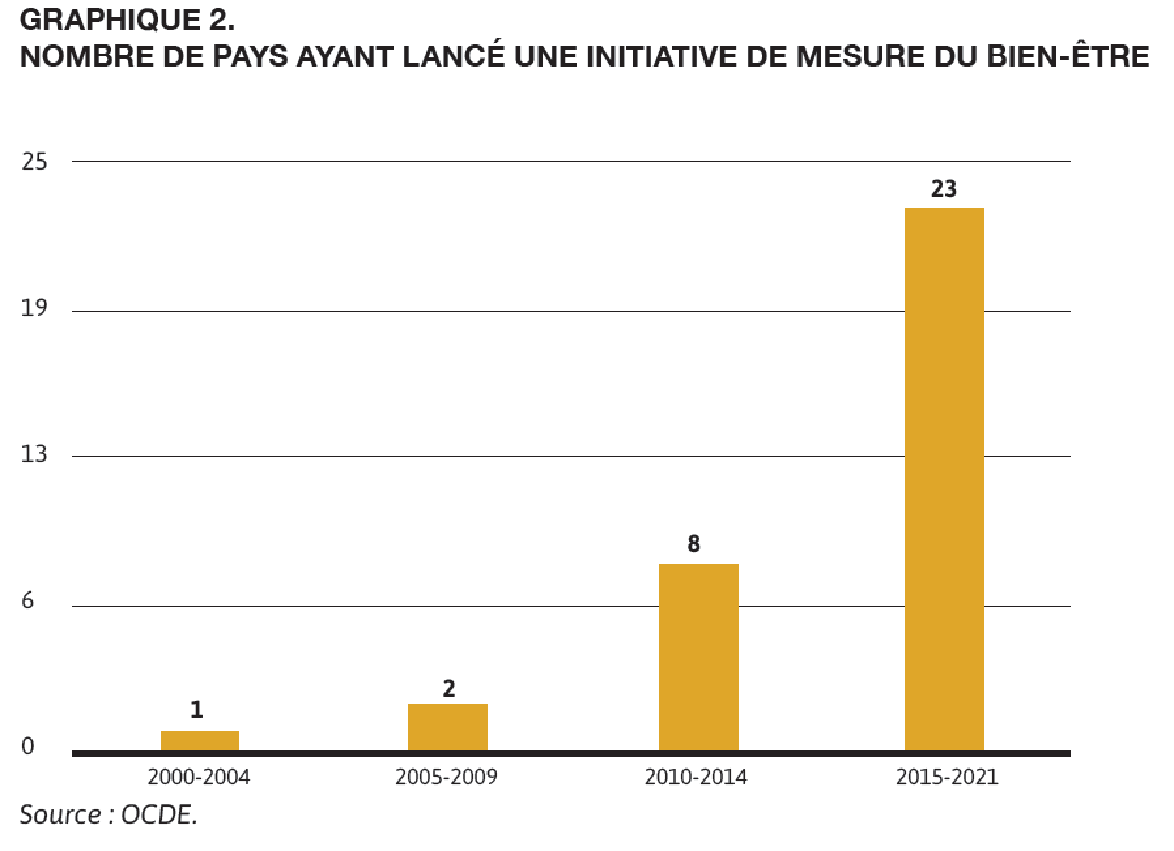 GRAPHIQUE 2.
NOMBRE DE PAYS AYANT LANCÉ UNE INITIATIVE DE MESURE DU BIEN-ÊTRE
25
23
19
13
8
6
2
1
0
2000-2004 2005-2009 2010-2014 2015-2021
Source : OCDE.